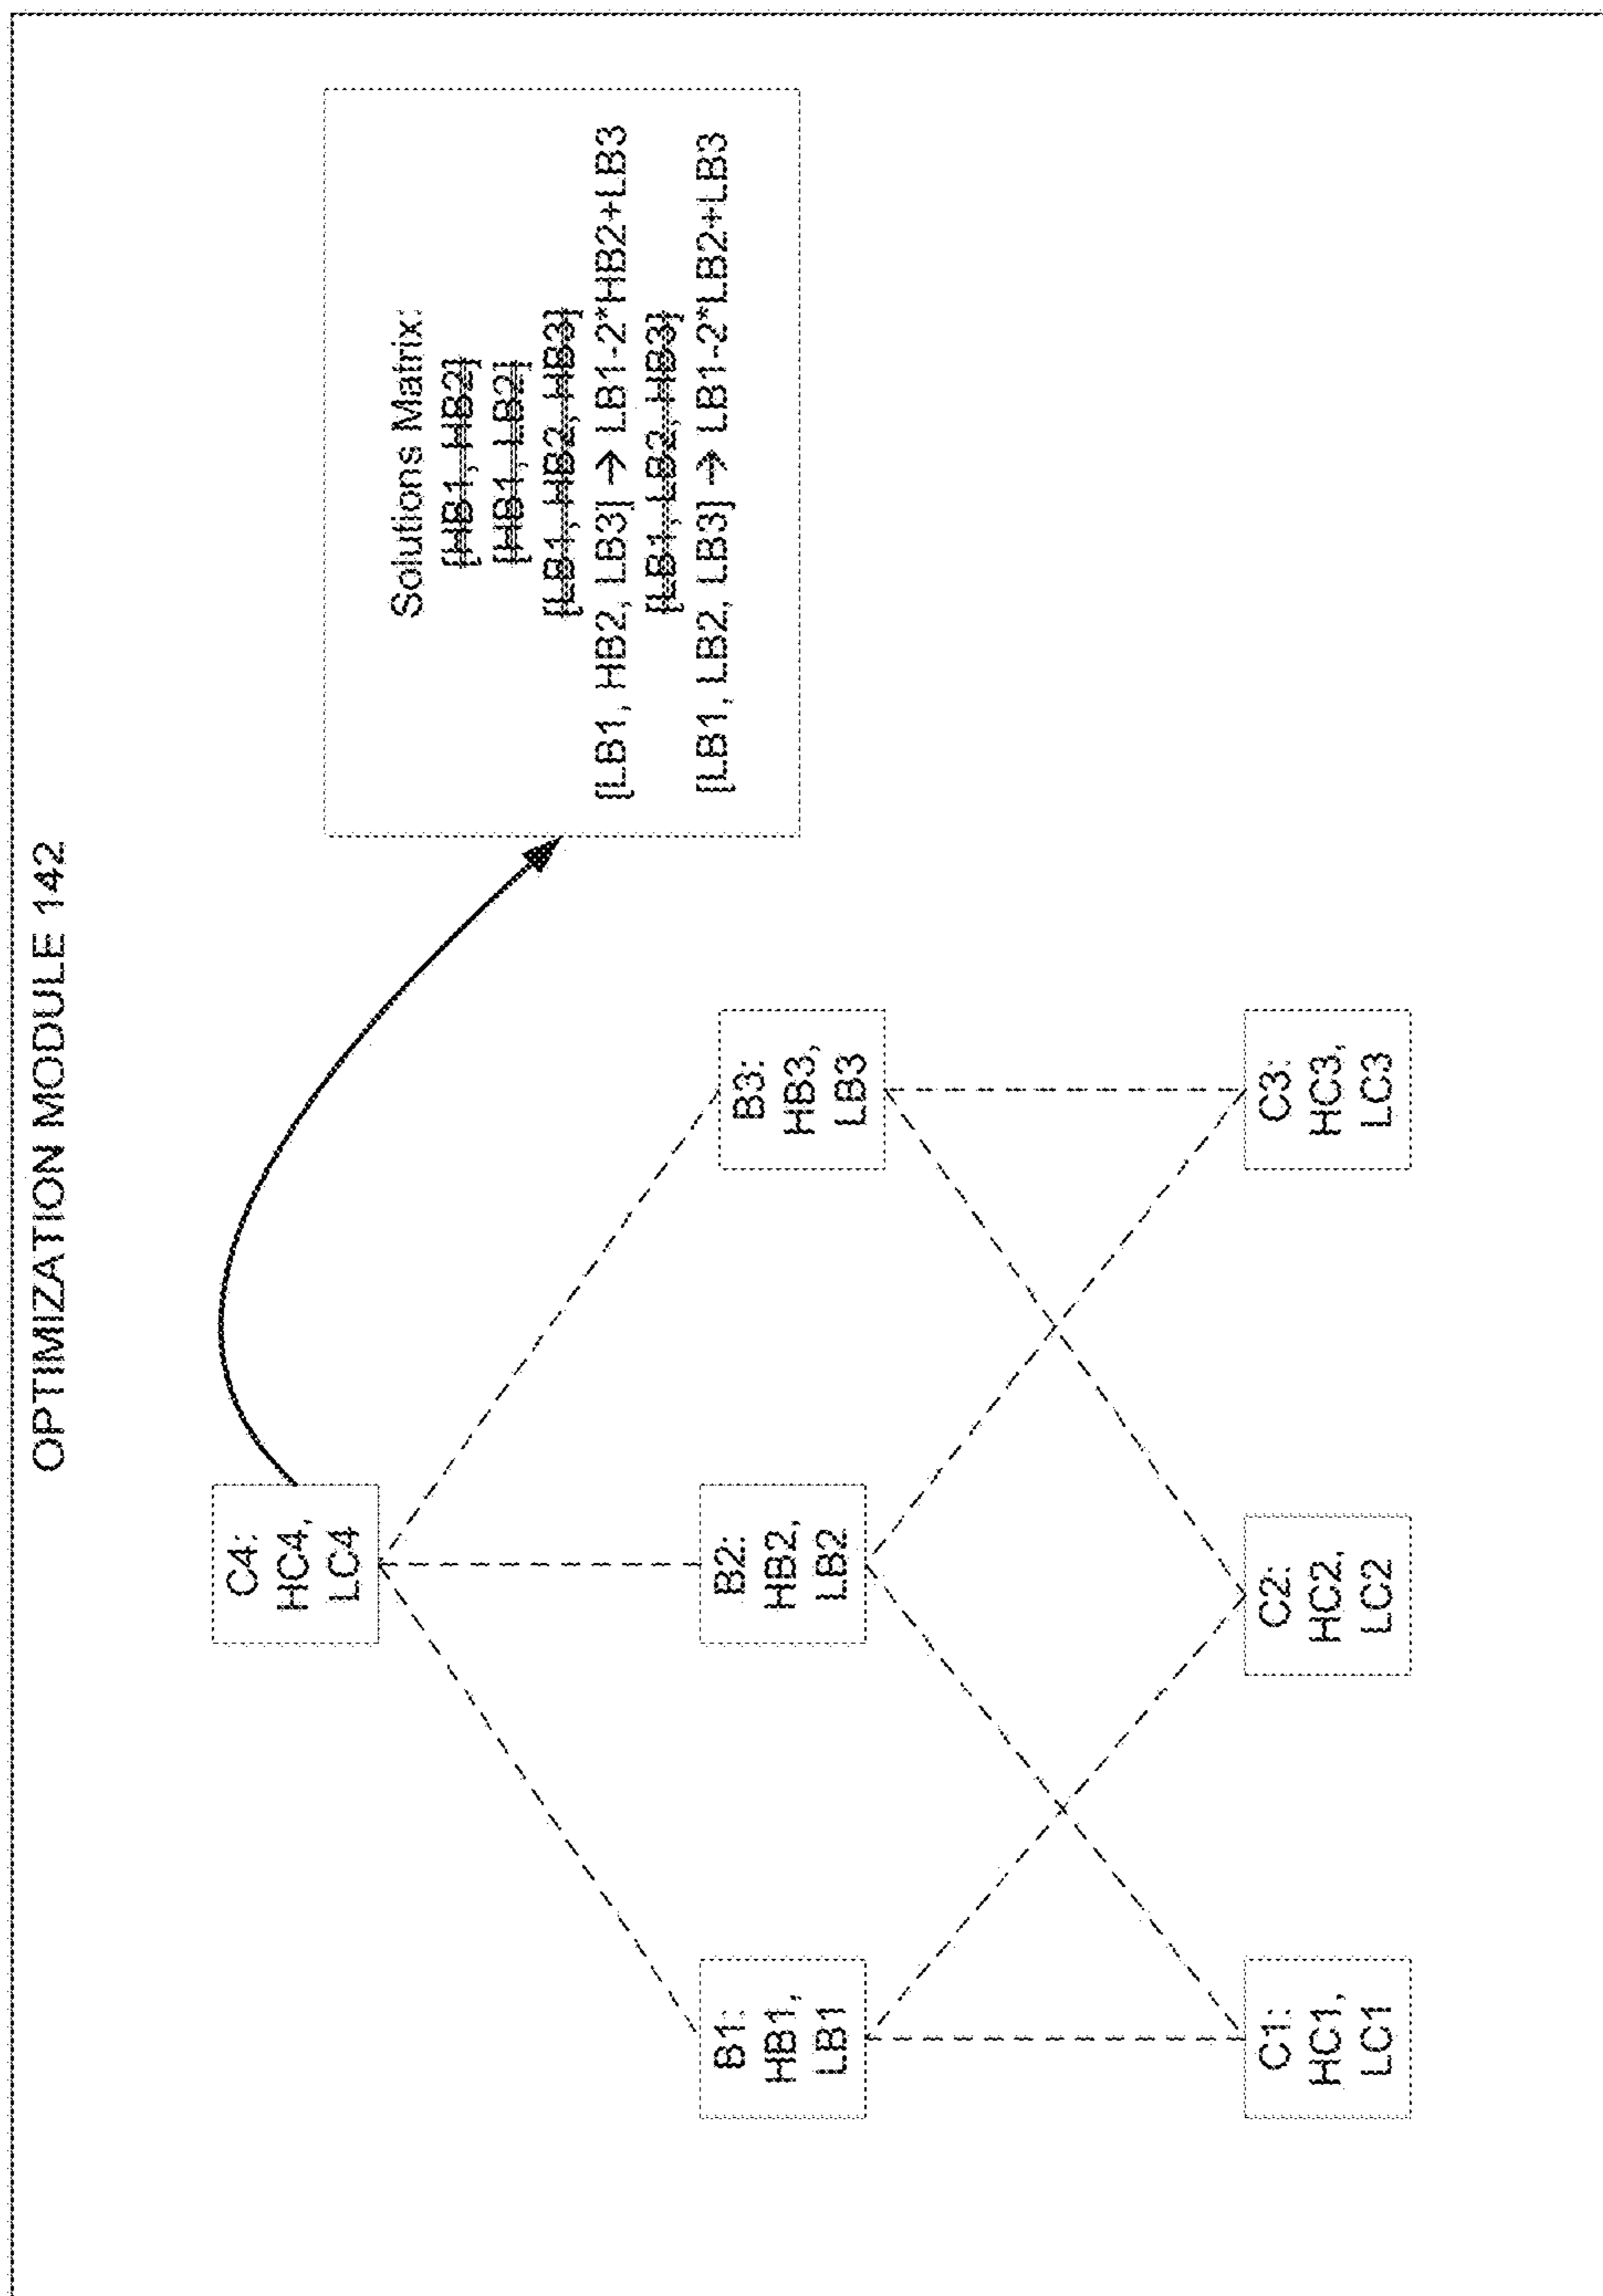 OPTIMIZATION MODULE 142
C4:
HC4,
LC4
Solutions Matrix:
[HB1, HB2]
[HB1, LB2]
[LB1, HB2, HB3]
[LB1, HB2, LB3] → LB1-2*HB2+LB3
[LB1, LB2, HB3]
[LB1, LB2, LB3] → LB1-2*LB2+LB3
B1:
HB1,
LB1
B2:
HB2,
LB2
B3:
HB3,
LB3
C1:
HC1,
LC1
C2:
HC2,
LC2
C3:
HC3,
LC3